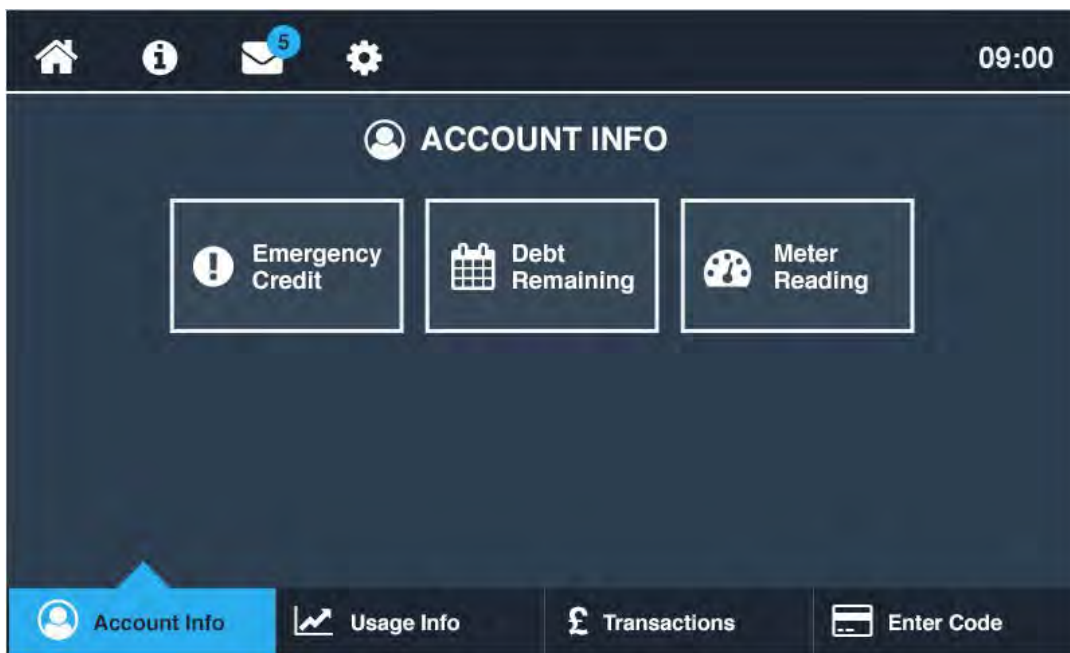 5
09:00
ACCOUNT INFO
Emergency
Credit
Debt
Remaining
Meter
Reading
Account Info
Usage Info
£ Transactions
Enter Code